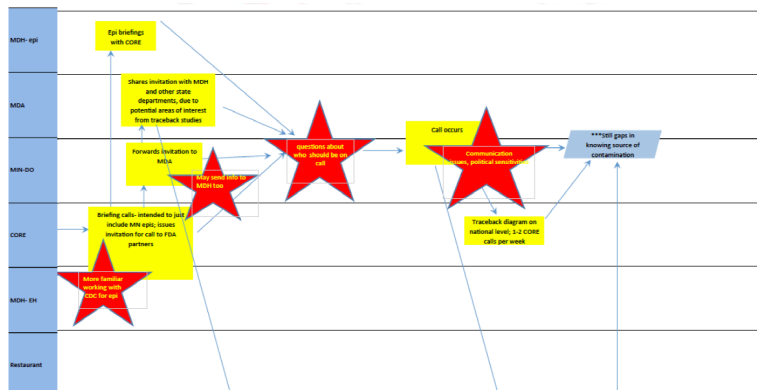 MDH- epi
Epi briefings
with CORE
MDA
Shares invitation with MDH
and other state
departments, due to
potential areas of interest
from traceback studies
MIN-DO
Forwards invitation to
MDA
May send info to
MDH too
questions about
who should be on
call
Call occurs
Communication
issues, political sensitivities
***Still gaps in
knowing source of
contamination
CORE
Briefing calls- intended to just
include MN epis; issues
invitation for call to FDA
partners
Traceback diagram on
national level; 1-2 CORE
calls per week
MDH- EH
More familiar
working with
CDC for epi
Restaurant